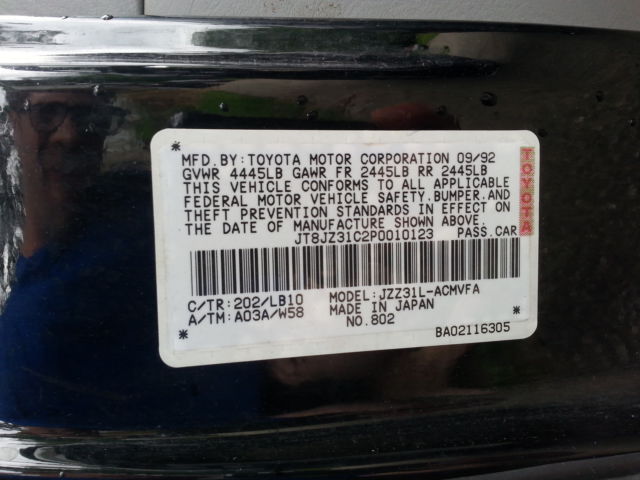 MFD.BY:TOYOTA MOTOR CORPORATION 09/92
GVWR 4445LB GAWR FR 2445LB RR 2445LB
THIS VEHICLE CONFORMS TO ALL APPLICABLE
FEDERAL MOTOR VEHICLE SAFETY,BUMPER,AND
THEFT PREVENTION STANDARDS IN EFFECT ON
THE DATE OF MANUFACTURE SHOWN ABOVE.
JT8JZ31C2P0010123 PASS.CAR
TOYOTA
C/TR:202/LB10 MODEL:JZZ31L-ACMVFA
A/TM:A03A/W58 MADE IN JAPAN
NO.802
BA02116305